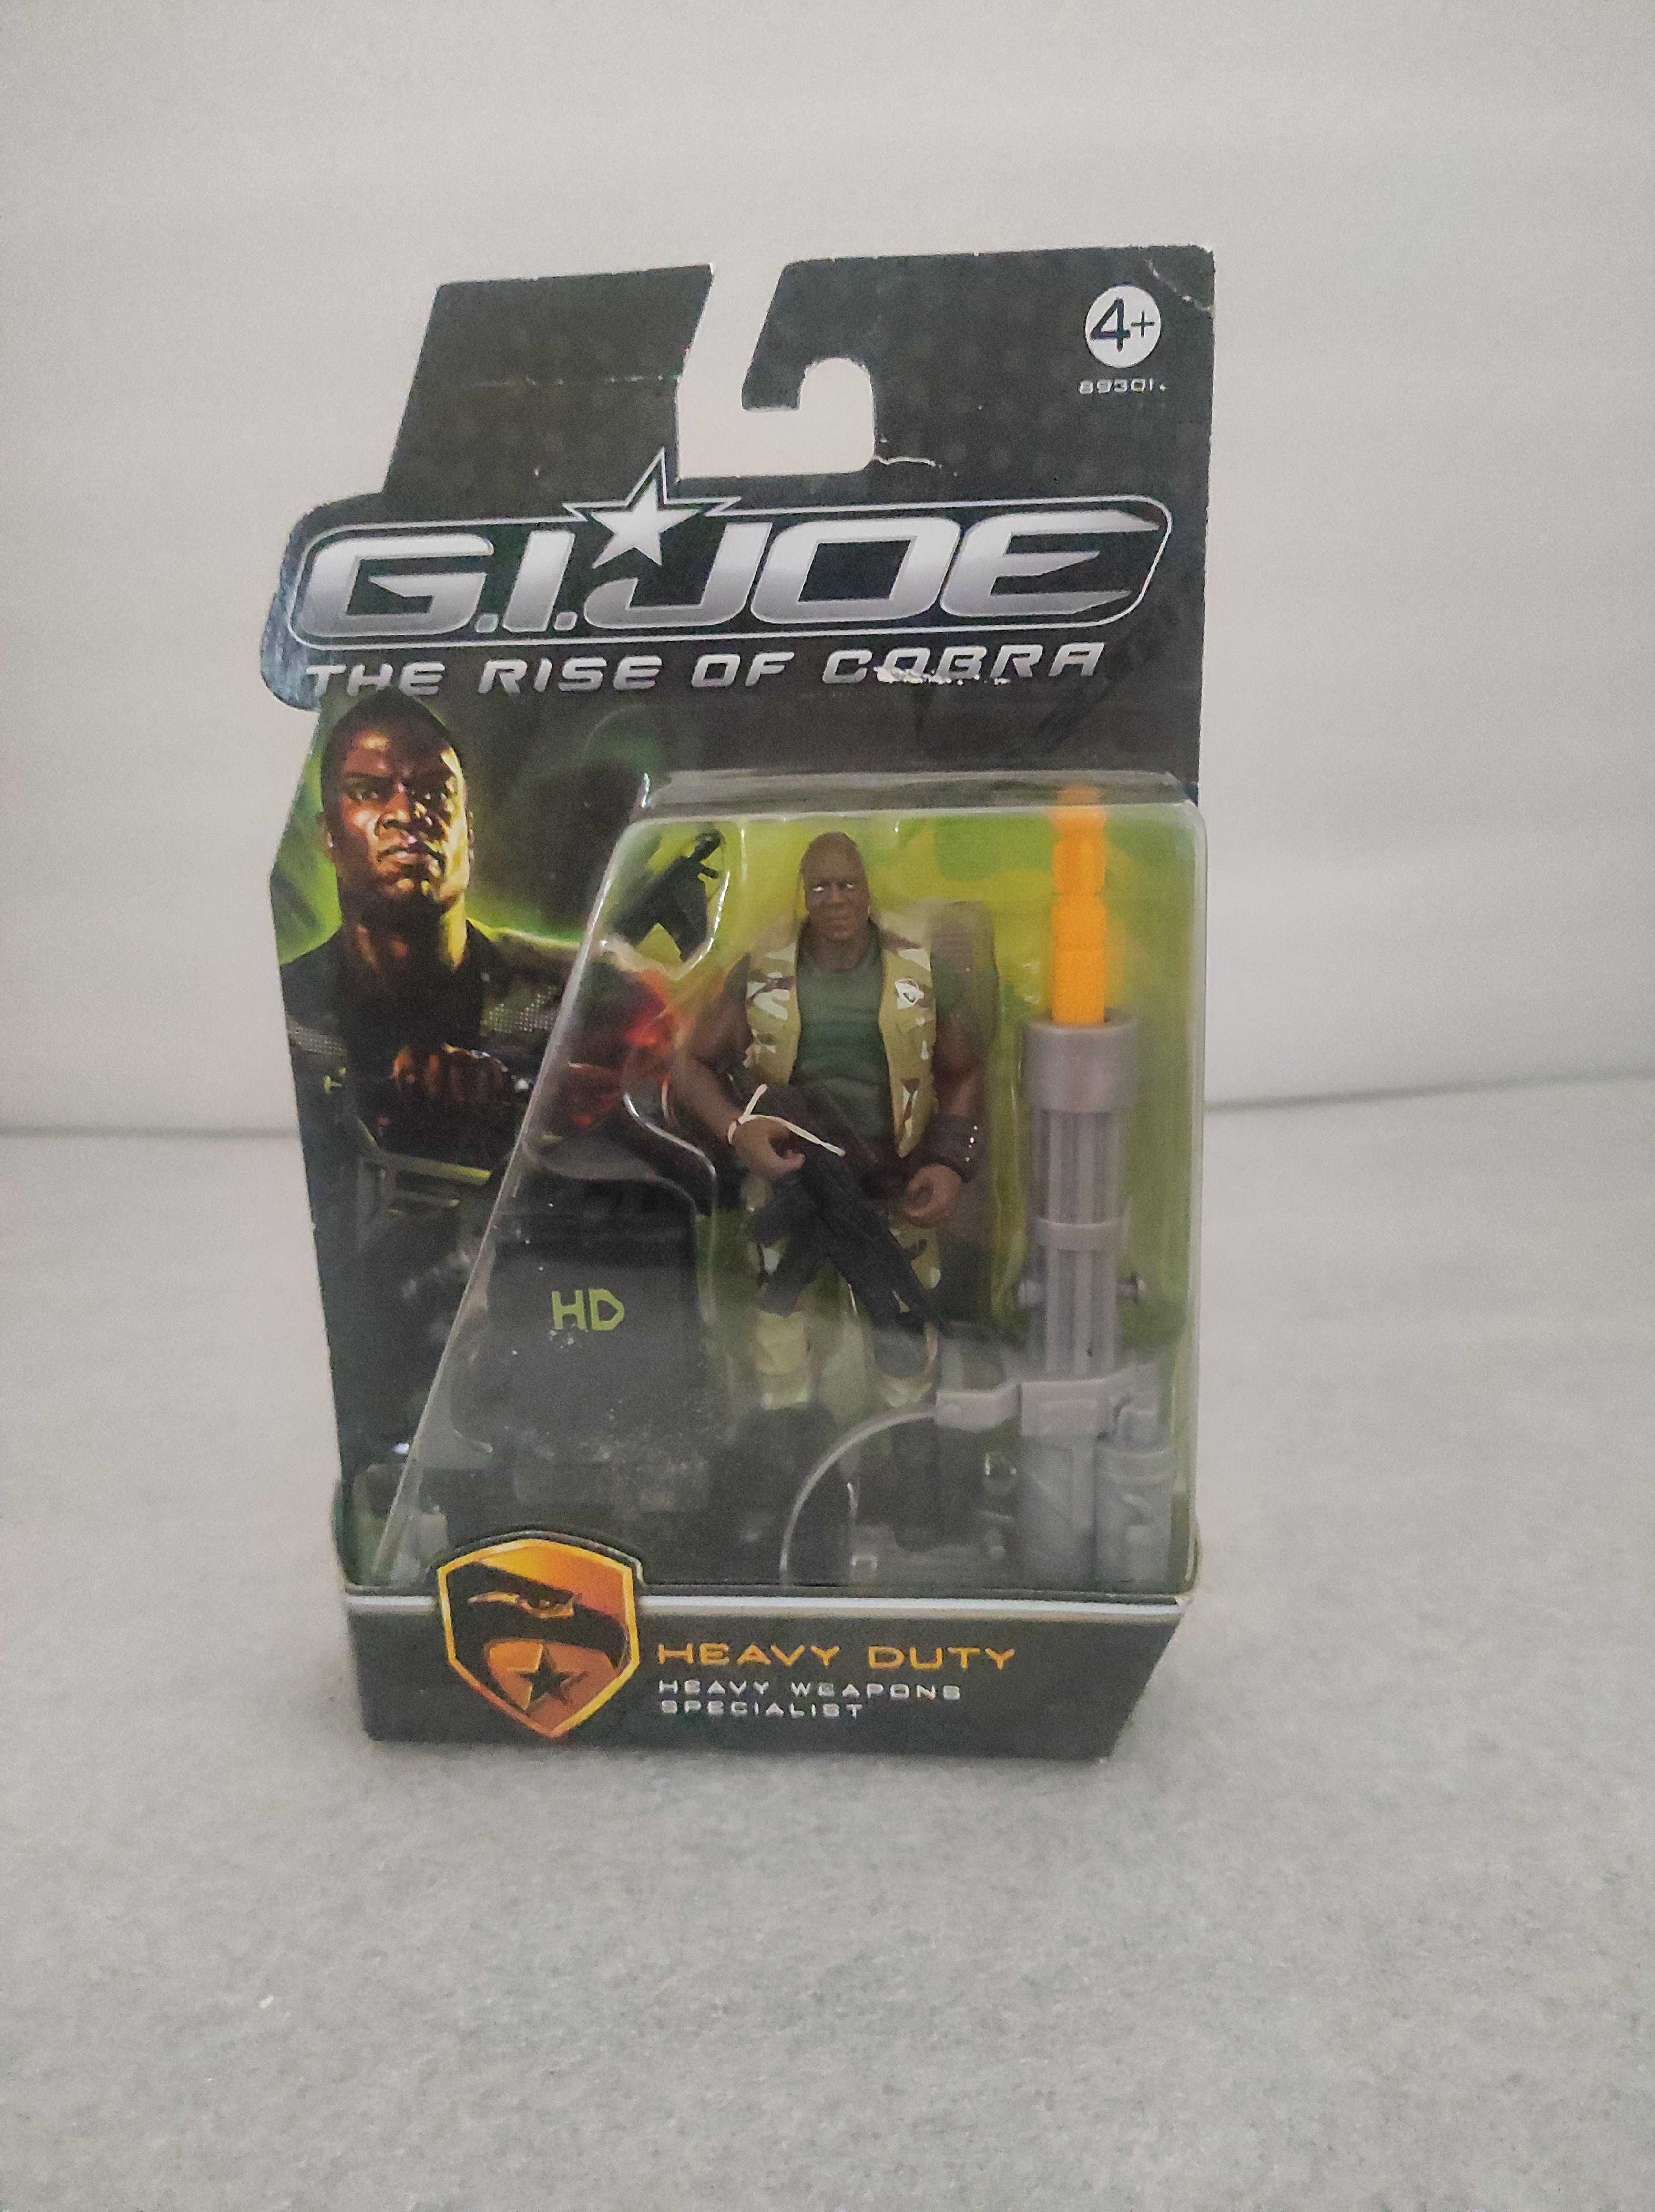 4+
89301.
G.I.JOE
THE RISE OF COBRA
HD
HEAVY DUTY
HEAVY WEAPONS
SPECIALIST